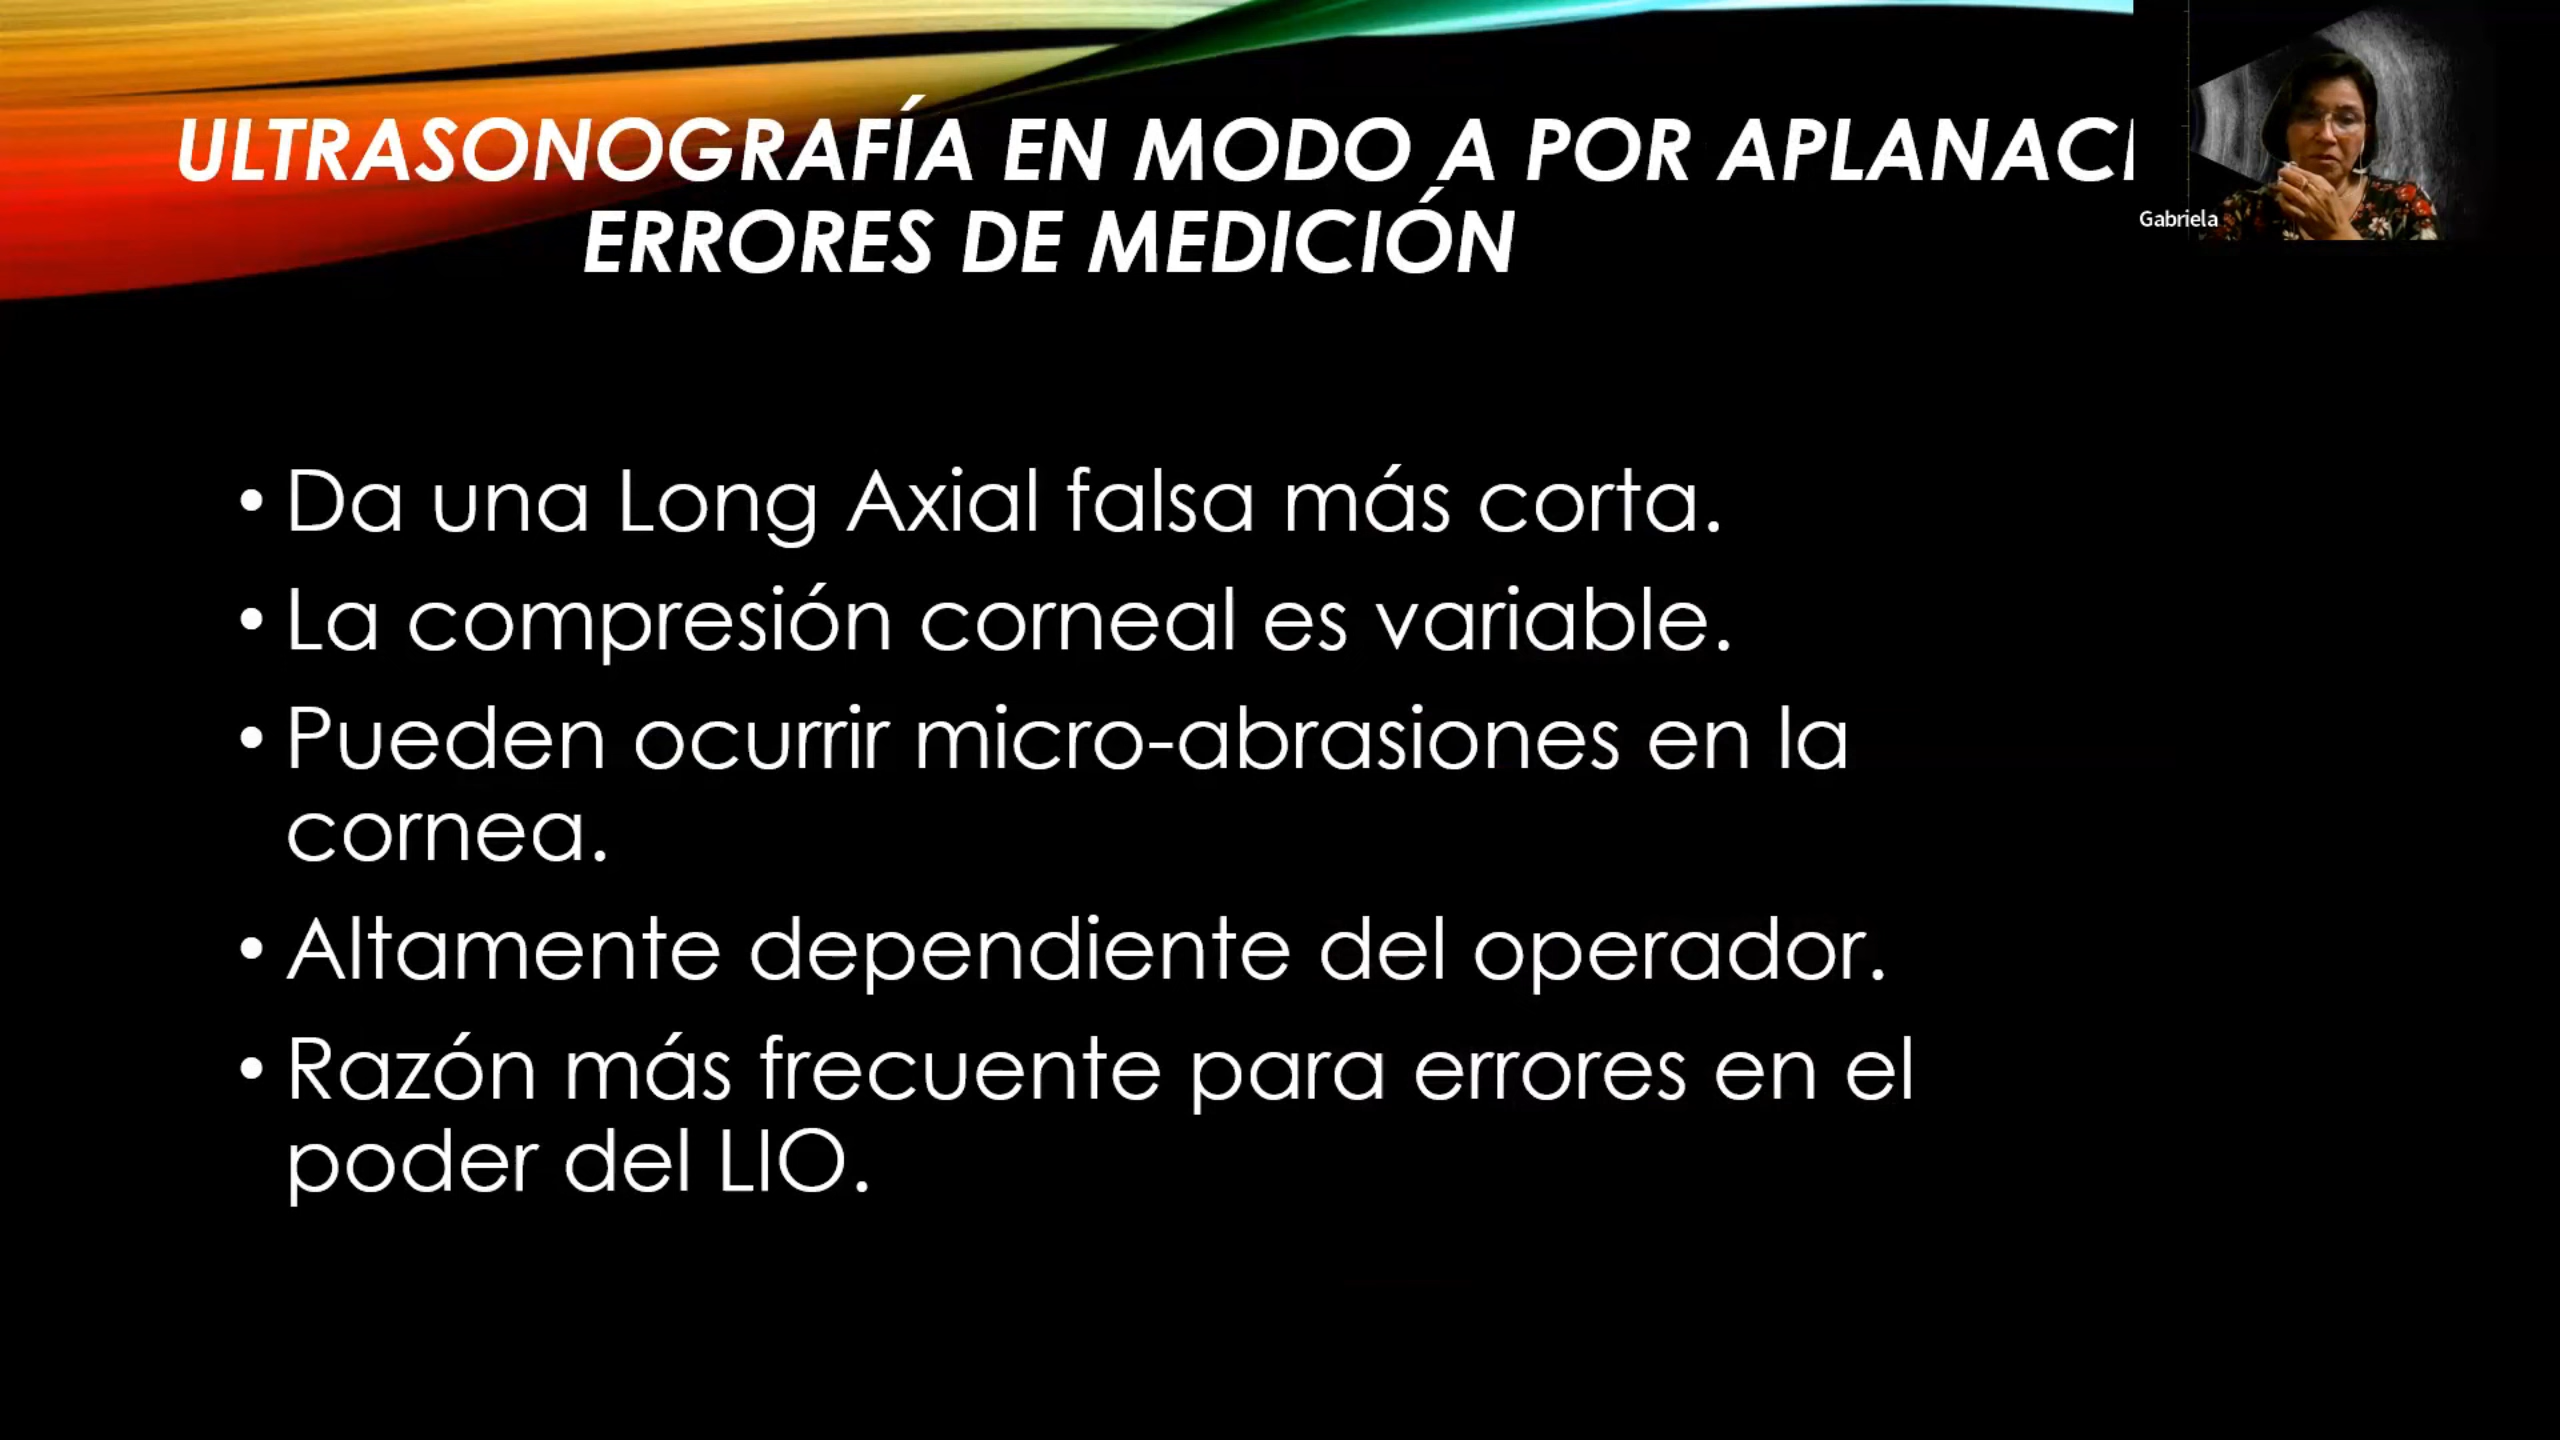 ULTRASONOGRAFÍA EN MODO A POR
ERRORES DE MEDICIÓN
Gabriela
• Da una Long Axial falsa más corta.
• La compresión corneal es variable.
• Pueden ocurrir micro-abrasiones en la
cornea.
• Altamente dependiente del operador.
• Razón más frecuente para errores en el
poder del LIO.